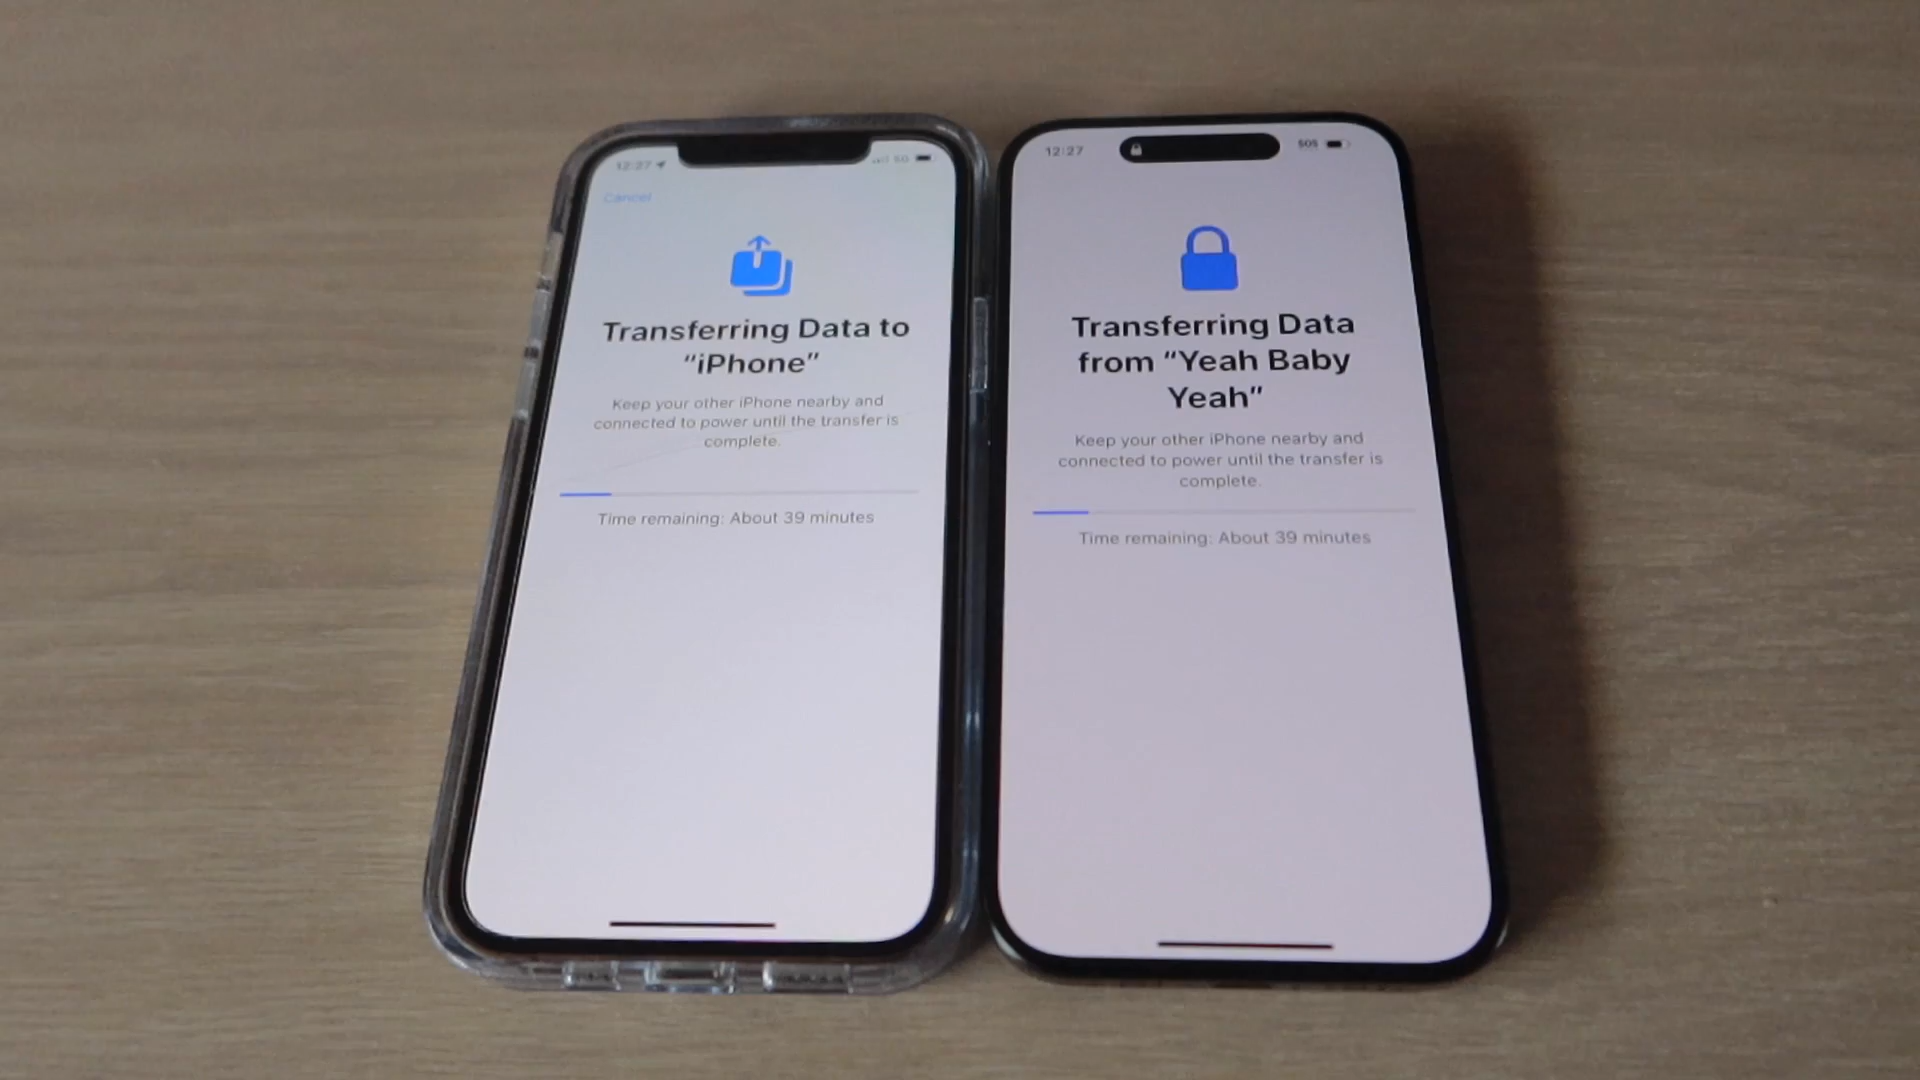 12:27
5G
Cancel
Transferring Data to
“iPhone”
Keep your other iPhone nearby and
connected to power until the transfer is
complete.
Time remaining: About 39 minutes
12:27
SOS
Transferring Data
from “Yeah Baby
Yeah”
Keep your other iPhone nearby and
connected to power until the transfer is
complete.
Time remaining: About 39 minutes